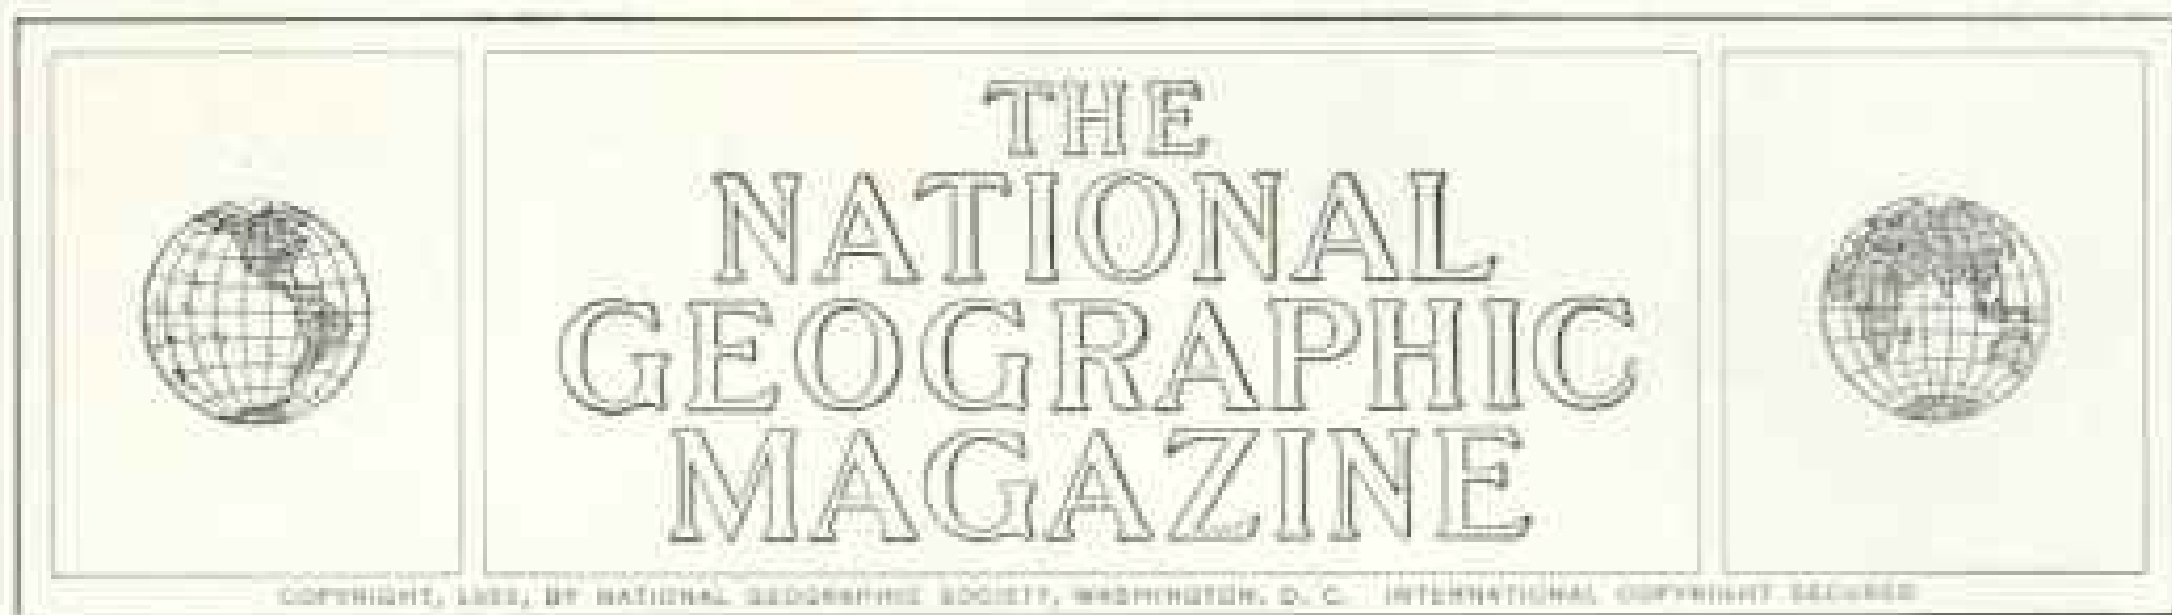 THE
NATIONAL
GEOGRAPHIC
MAGAZINE
COPYRIGHT, BY NATIONAL GEOGRAPHIC SOCIETY, WASHINGTON, D. C. INTERNATIONAL COPYRIGHT SECURED